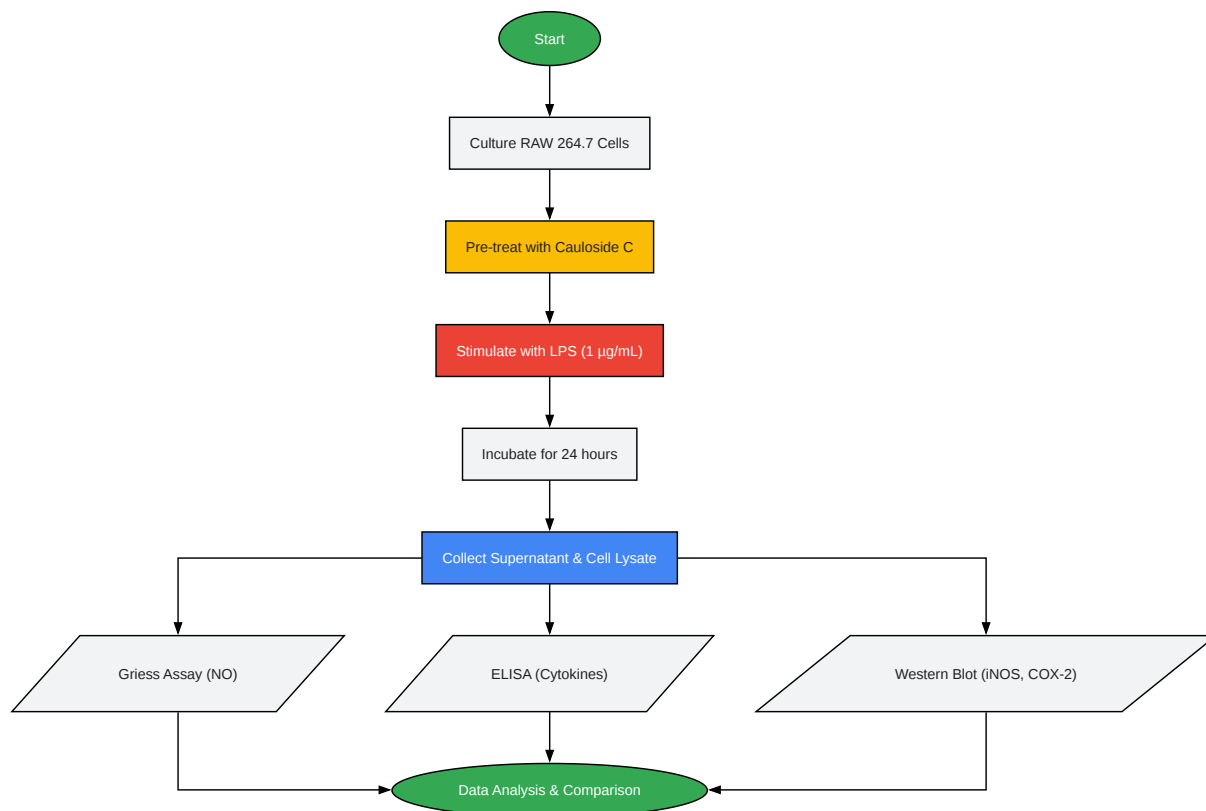 Start
Culture RAW 264.7 Cells
Pre-treat with Cauloside C
Stimulate with LPS (1 µg/mL)
Incubate for 24 hours
Collect Supernatant & Cell Lysate
Griess Assay (NO)
ELISA (Cytokines)
Western Blot (iNOS, COX-2)
Data Analysis & Comparison